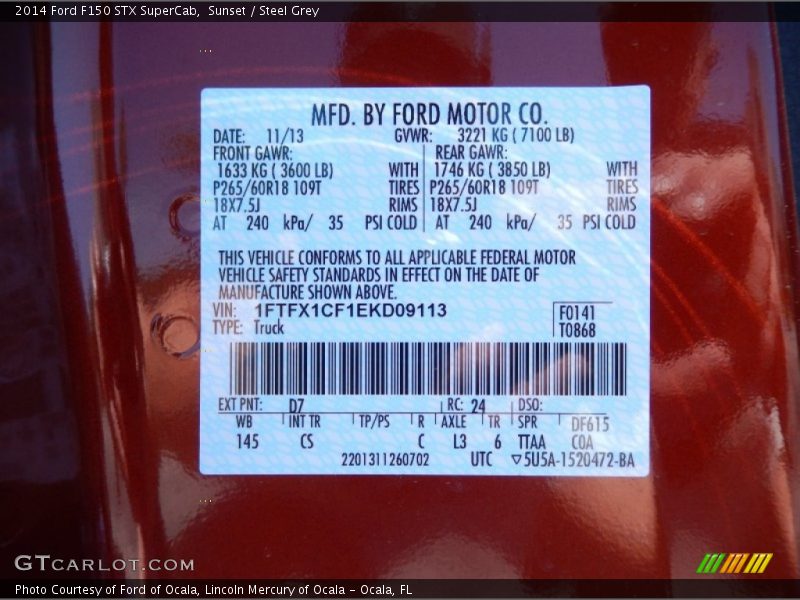 2014 Ford F150 STX SuperCab,  Sunset / Steel Grey
MFD. BY FORD MOTOR CO.
DATE: 11/13 GVWR: 3221 KG ( 7100 LB)
FRONT GAWR: REAR GAWR:
1633 KG ( 3600 LB) WITH 1746 KG ( 3850 LB) WITH
P265/60R18 109T TIRES P265/60R18 109T TIRES
18X7.5J RIMS 18X7.5J RIMS
AT 240 kPa/ 35 PSI COLD AT 240 kPa/ 35 PSI COLD
THIS VEHICLE CONFORMS TO ALL APPLICABLE FEDERAL MOTOR
VEHICLE SAFETY STANDARDS IN EFFECT ON THE DATE OF
MANUFACTURE SHOWN ABOVE.
VIN: 1FTFX1CF1EKD09113 F0141
TYPE: Truck T0868
EXT PNT: D7 RC: 24 DSO:
WB INT TR TP/PS R AXLE TR SPR DF615
145 CS C L3 6 TTAA C0A
2201311260702 UTC ▽5U5A-1520472-BA
GTCARLOT.COM
Photo Courtesy of Ford of Ocala, Lincoln Mercury of Ocala - Ocala, FL